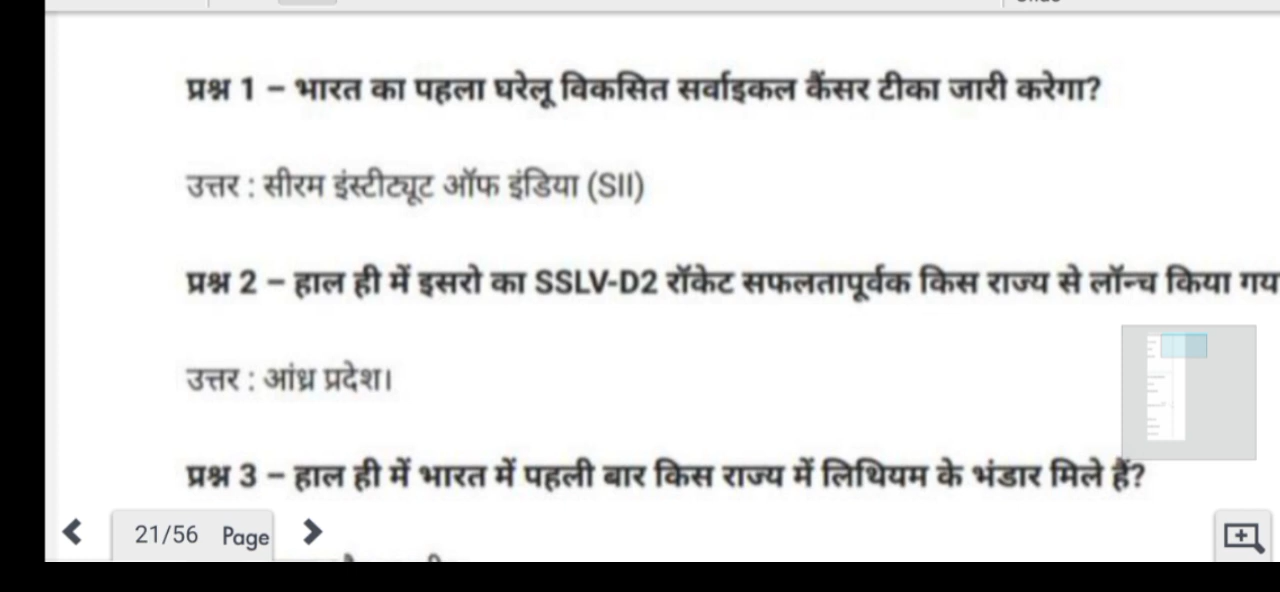 प्रश्न 1 – भारत का पहला घरेलू विकसित सर्वाइकल कैंसर टीका जारी करेगा?
उत्तर : सीरम इंस्टीट्यूट ऑफ इंडिया (SII)
प्रश्न 2 – हाल ही में इसरो का SSLV-D2 रॉकेट सफलतापूर्वक किस राज्य से लॉन्च किया गय
उत्तर : आंध्र प्रदेश।
प्रश्न 3 – हाल ही में भारत में पहली बार किस राज्य में लिथियम के भंडार मिले हैं?
21/56 Page